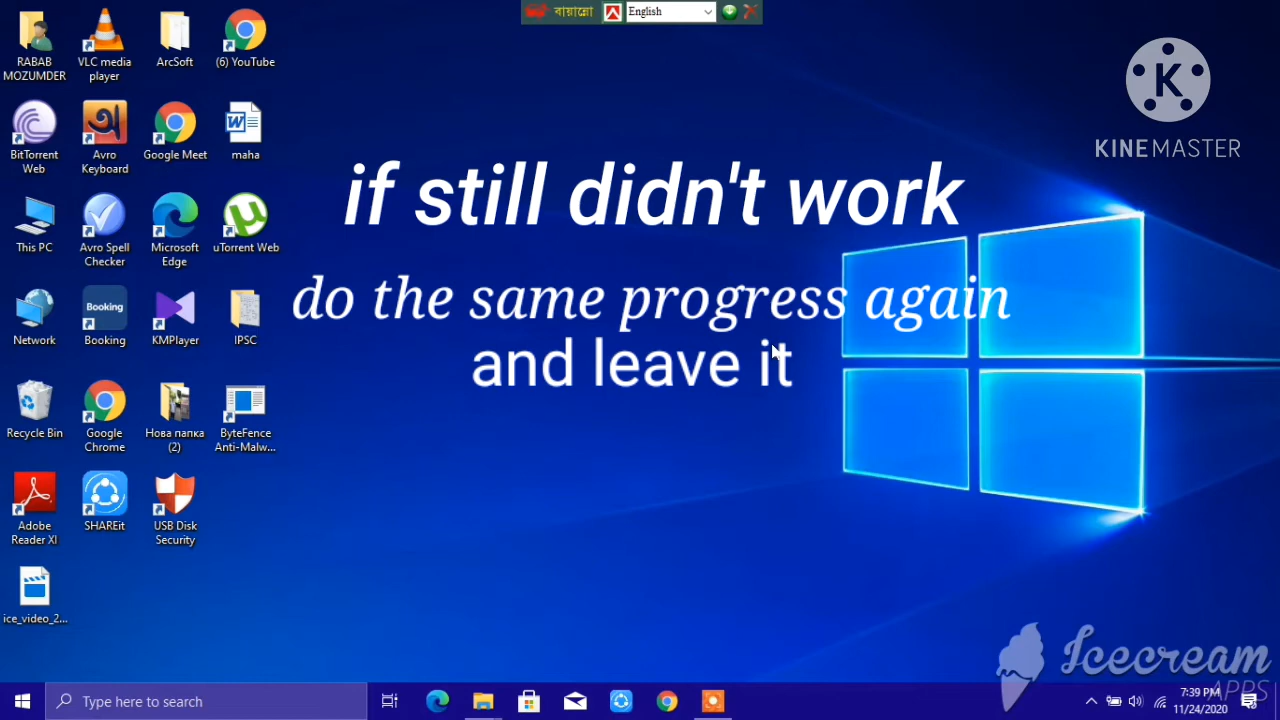 বায়ান্নো
English
RABAB
MOZUMDER
VLC media
player
ArcSoft
(6) YouTube
BitTorrent
Web
Avro
Keyboard
Google Meet
maha
This PC
Avro Spell
Checker
Microsoft
Edge
uTorrent Web
Network
Booking
Booking
KMPlayer
IPSC
Recycle Bin
Google
Chrome
Нова папка
(2)
ByteFence
Anti-Malw...
Adobe
Reader XI
SHAREit
USB Disk
Security
ice_video_2...
K
KINEMASTER
if still didn't work
do the same progress again
and leave it
Icecream
APPS
Type here to search
7:39 PM
11/24/2020